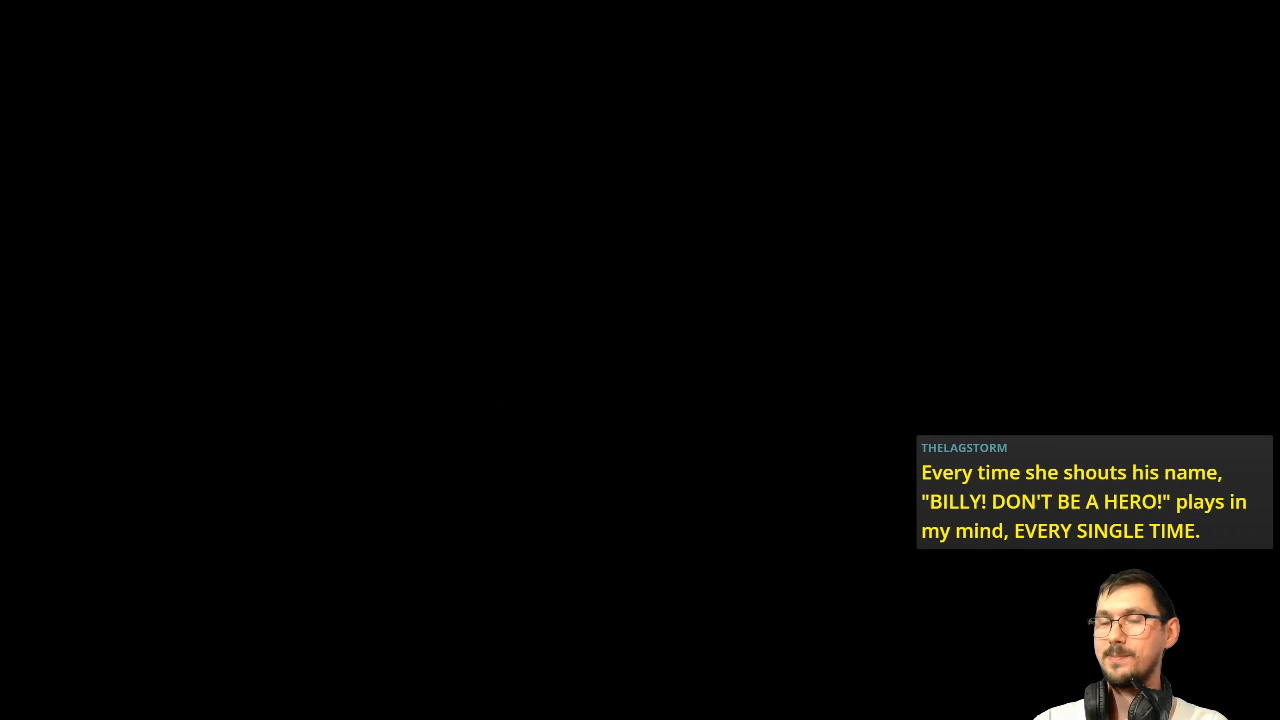 THELAGSTORM
Every time she shouts his name,
"BILLY! DON'T BE A HERO!" plays in
my mind, EVERY SINGLE TIME.